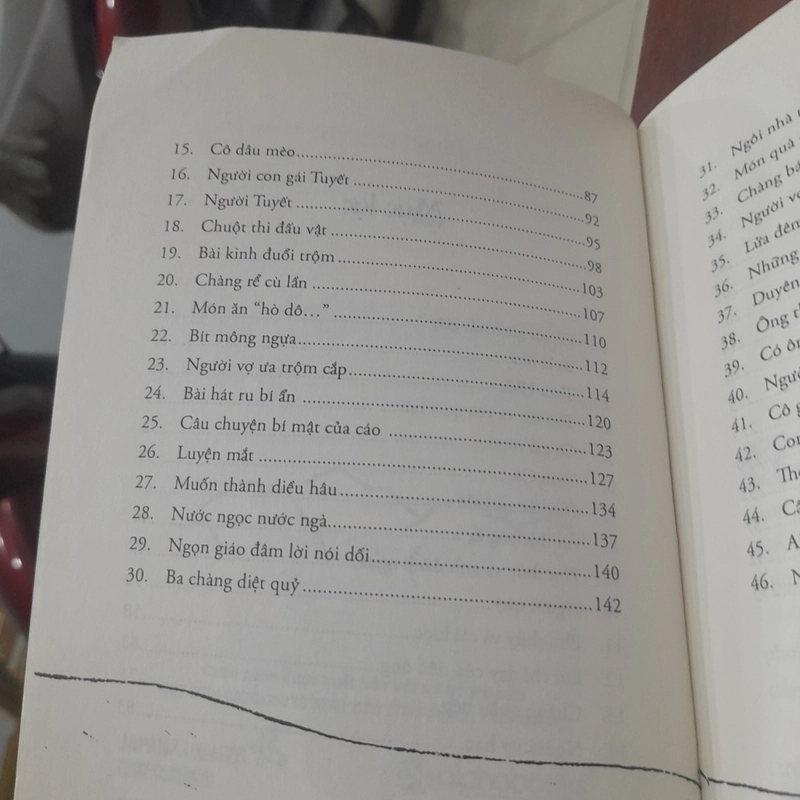 15. Cô dâu mèo........................87
16. Người con gái Tuyết........................92
17. Người Tuyết........................95
18. Chuột thi đấu vật........................98
19. Bài kinh đuổi trộm........................103
20. Chàng rể cù lẩn........................107
21. Món ăn “hò dô...”........................110
22. Bít mông ngựa........................112
23. Người vợ ưa trộm cắp........................114
24. Bài hát ru bí ẩn........................120
25. Câu chuyện bí mật của cáo........................123
26. Luyện mắt........................127
27. Muốn thành diều hâu........................134
28. Nước ngọc nước ngà........................137
29. Ngọn giáo đâm lời nói dối........................140
30. Ba chàng diệt quỷ........................142
31. Ngôi nhà
32. Món quà
33. Chàng
34. Người
35. Lửa đêm
36. Những
37. Duyên
38. Ông
39. Có
40.
41. Cô
42.
43.
44.
45.
46.